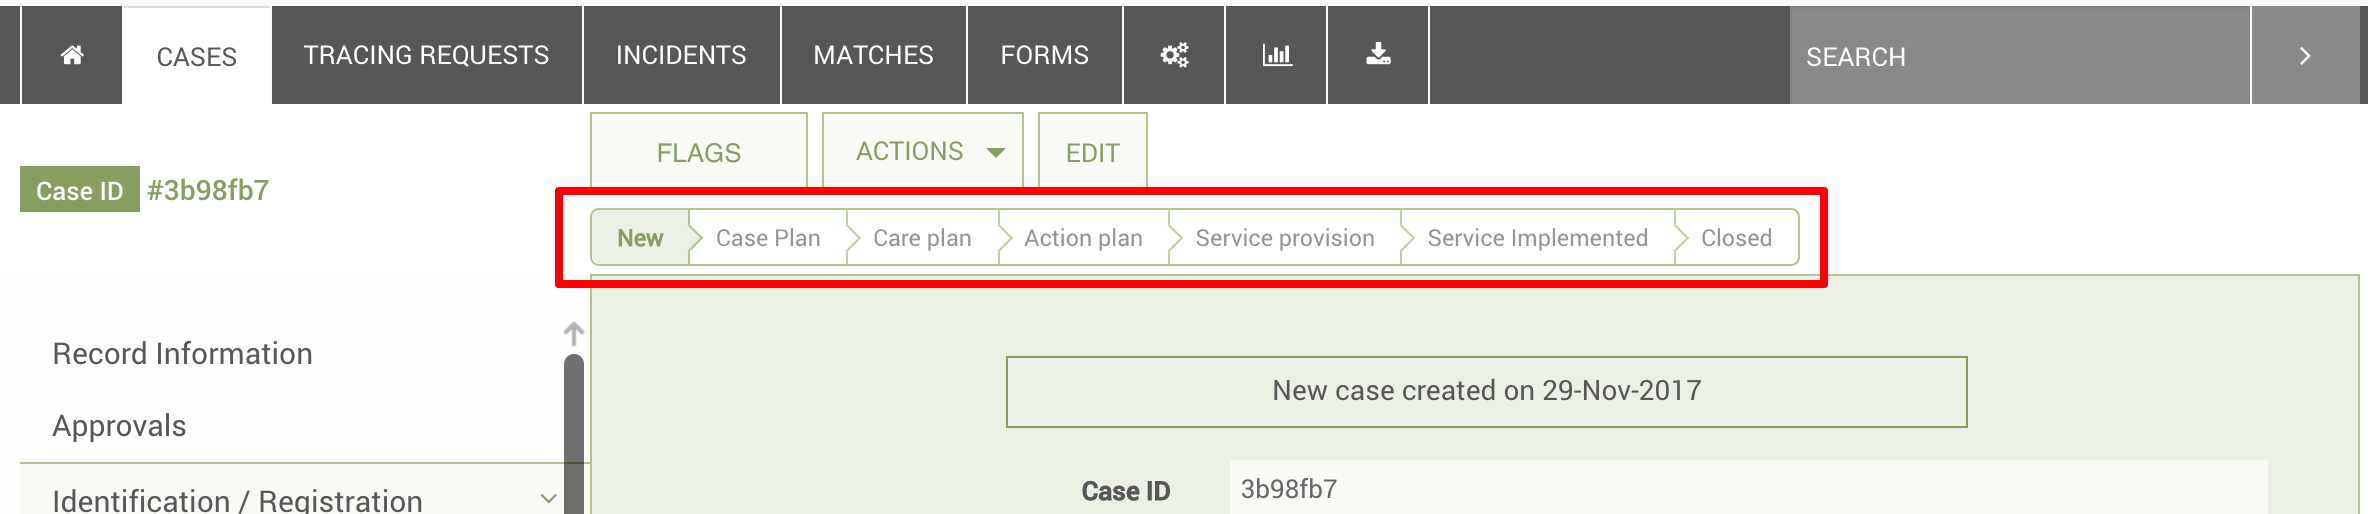 CASES TRACING REQUESTS INCIDENTS MATCHES FORMS SEARCH
FLAGS ACTIONS EDIT
Case ID #3b98fb7
New Case Plan Care plan Action plan Service provision Service Implemented Closed
Record Information
New case created on 29-Nov-2017
Approvals
Case ID 3b98fb7
Identification / Registration